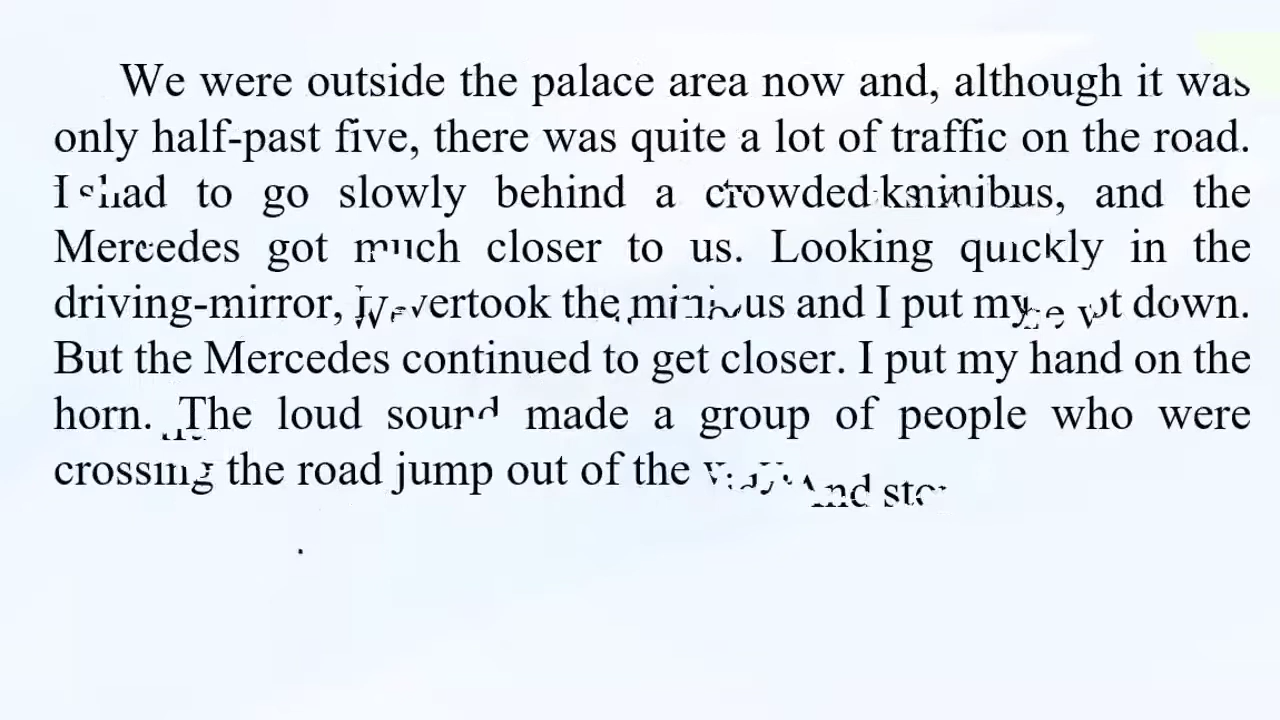 We were outside the palace area now and, although it was
only half-past five, there was quite a lot of traffic on the road.
I had to go slowly behind a crowded minibus, and the
Mercedes got much closer to us. Looking quickly in the
driving-mirror, overtook the minibus and I put my down.
But the Mercedes continued to get closer. I put my hand on the
horn. The loud sound made a group of people who were
crossing the road jump out of the